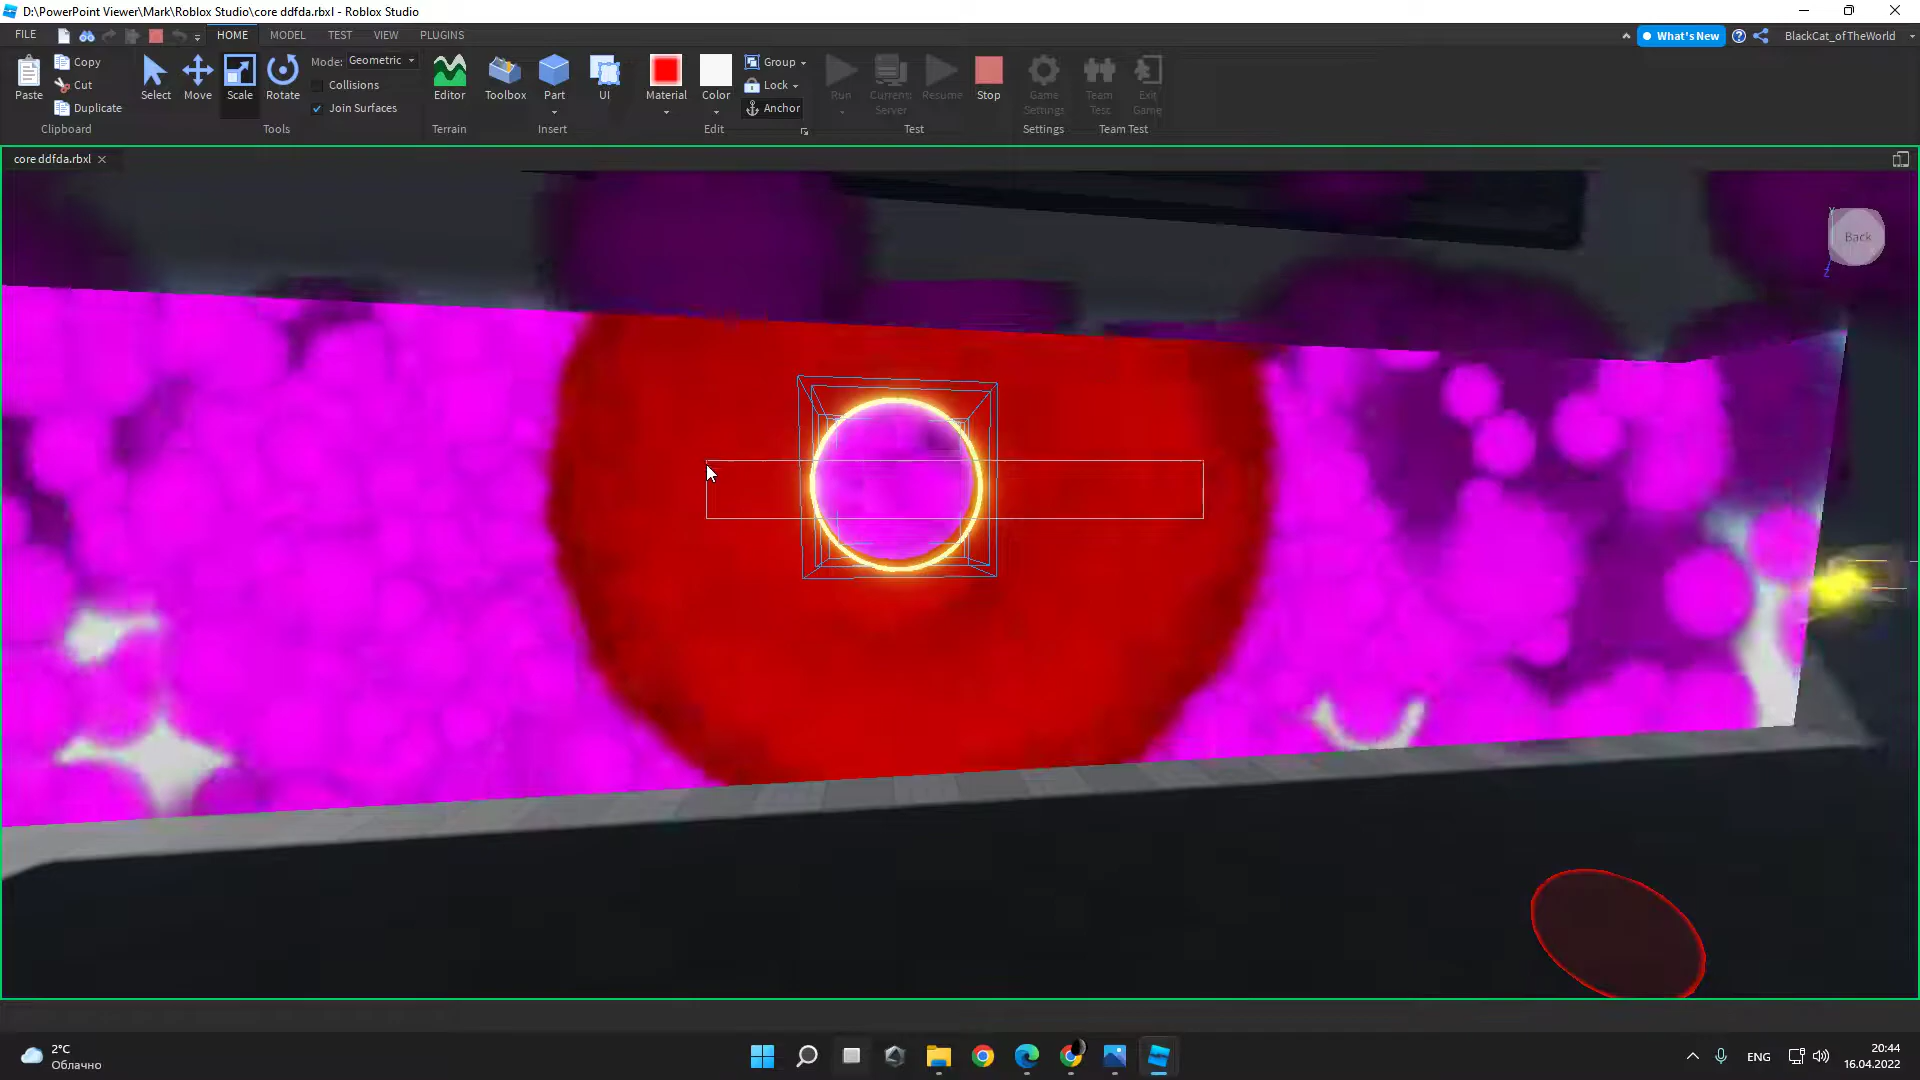 D:\PowerPoint Viewer\Mark\Roblox Studio\core ddfda.rbxl - Roblox Studio
FILE HOME MODEL TEST VIEW PLUGINS What's New BlackCat_ofTheWorld
Paste Copy Cut Duplicate
Clipboard
Select Move Scale Rotate Mode: Geometric Collisions Join Surfaces
Tools
Editor
Terrain
Toolbox Part UI
Insert
Material Color Group Lock Anchor
Edit
Run Current: Server Resume Stop
Test
Game Settings
Settings
Team Test Exit Game
Team Test
core ddfda.rbxl
Y
Back
Z
2°C
Облачно
ENG
20:44
16.04.2022